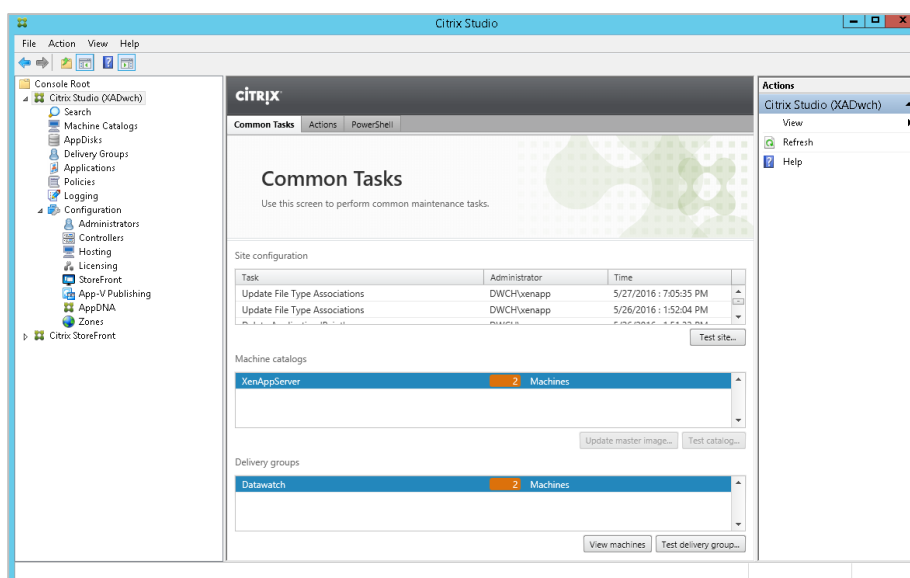 Citrix Studio
File Action View Help
Console Root
Citrix Studio (XADwch)
Search
Machine Catalogs
AppDisks
Delivery Groups
Applications
Policies
Logging
Configuration
Administrators
Controllers
Hosting
Licensing
StoreFront
App-V Publishing
AppDNA
Zones
Citrix StoreFront
CITRIX
Common Tasks Actions PowerShell
Common Tasks
Use this screen to perform common maintenance tasks.
Site configuration
Task Administrator Time
Update File Type Associations DWCH\xenapp 5/27/2016 : 7:05:35 PM
Update File Type Associations DWCH\xenapp 5/26/2016 : 1:52:04 PM
Test site...
Machine catalogs
XenAppServer 2 Machines
Update master image... Test catalog...
Delivery groups
Datawatch 2 Machines
View machines Test delivery group...
Actions
Citrix Studio (XADwch)
View
Refresh
Help